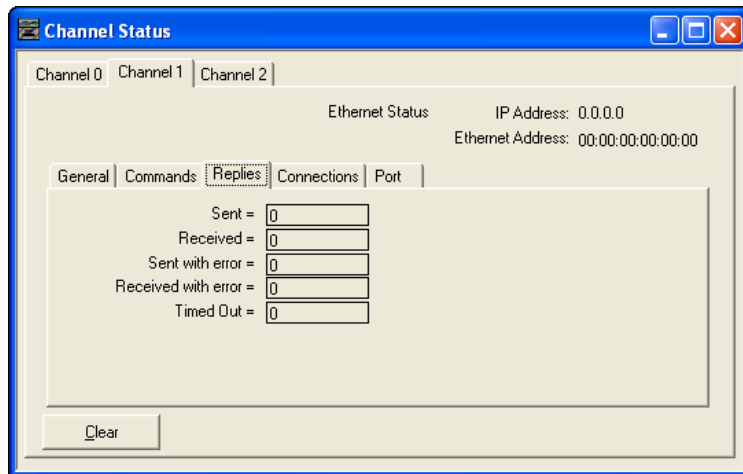 Channel Status
Channel 0 Channel 1 Channel 2
Ethernet Status IP Address: 0.0.0.0
Ethernet Address: 00:00:00:00:00:00
General Commands Replies Connections Port
Sent = 0
Received = 0
Sent with error = 0
Received with error = 0
Timed Out = 0
Clear